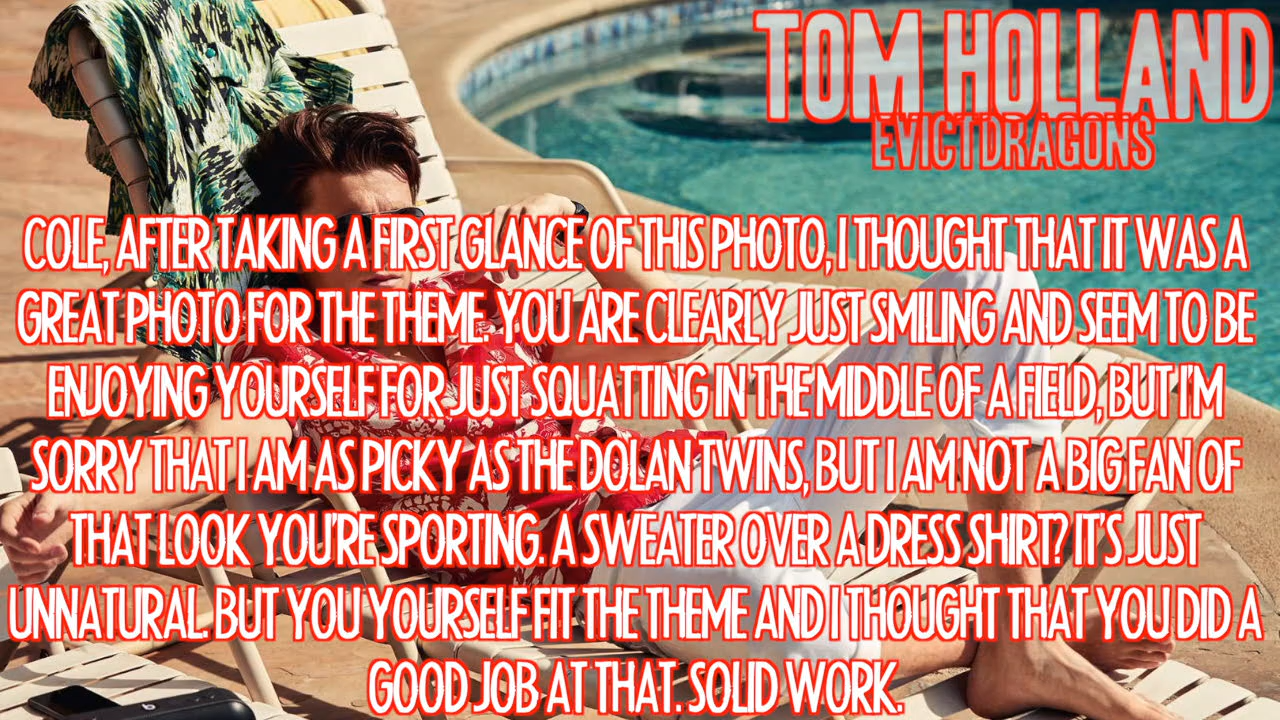 TOM HOLLAND
EVICTDRAGONS
COLE, AFTER TAKING A FIRST GLANCE OF THIS PHOTO, I THOUGHT THAT IT WAS A
GREAT PHOTO FOR THE THEME. YOU ARE CLEARLY JUST SMILING AND SEEM TO BE
ENJOYING YOURSELF FOR JUST SQUATTING IN THE MIDDLE OF A FIELD, BUT I'M
SORRY THAT I AM AS PICKY AS THE DOLAN TWINS, BUT I AM NOT A BIG FAN OF
THAT LOOK YOU'RE SPORTING. A SWEATER OVER A DRESS SHIRT? IT'S JUST
UNNATURAL. BUT YOU YOURSELF FIT THE THEME AND I THOUGHT THAT YOU DID A
GOOD JOB AT THAT. SOLID WORK.